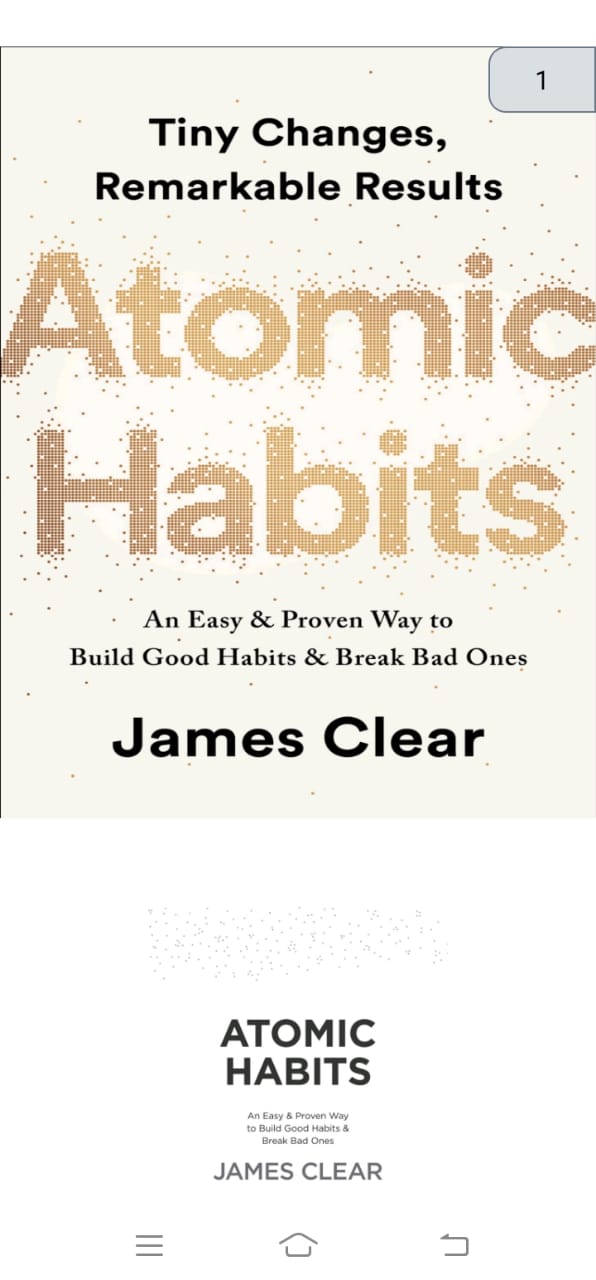 1
Tiny Changes,
Remarkable Results
Atomic
Habits
An Easy & Proven Way to
Build Good Habits & Break Bad Ones
James Clear
ATOMIC
HABITS
An Easy & Proven Way
to Build Good Habits &
Break Bad Ones
JAMES CLEAR